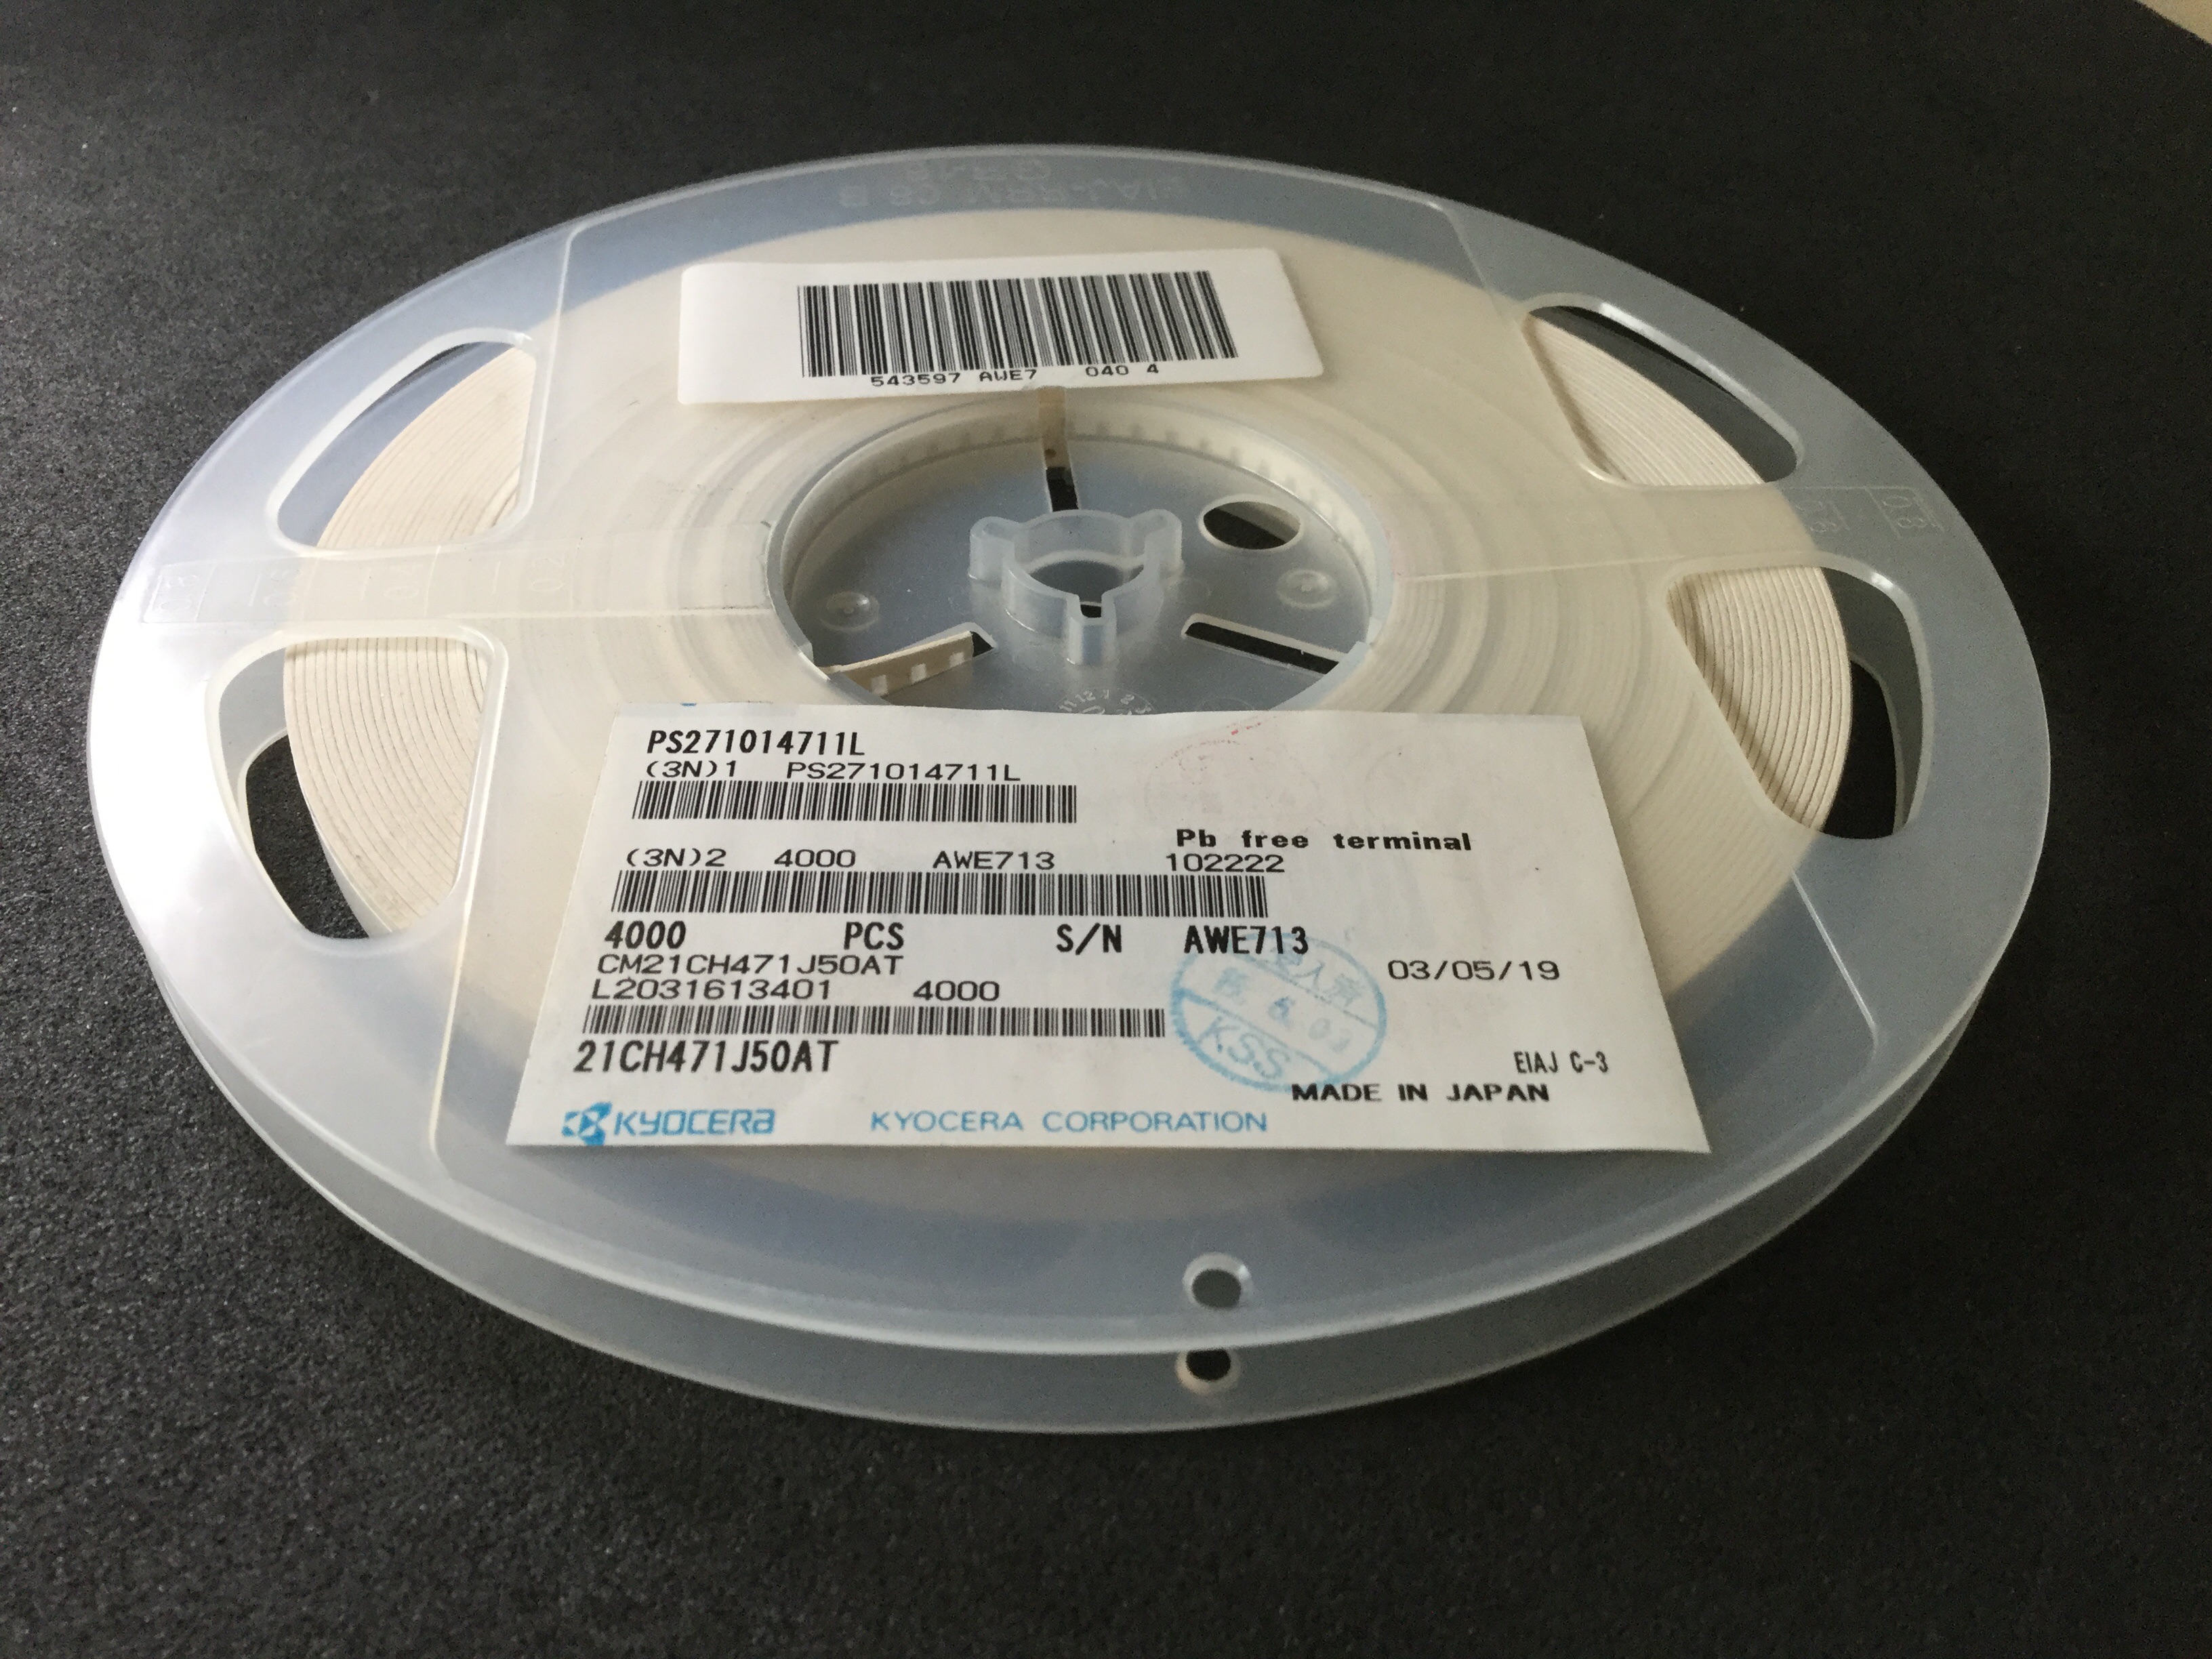 543597 AWE7 040 4
PS271014711L
(3N)1 PS271014711L
Pb free terminal
(3N)2 4000 AWE713 102222
4000 PCS S/N AWE713
CM21CH471J50AT 03/05/19
L2031613401 4000
KSS
21CH471J50AT EIAJ C-3
MADE IN JAPAN
KYOCERA KYOCERA CORPORATION